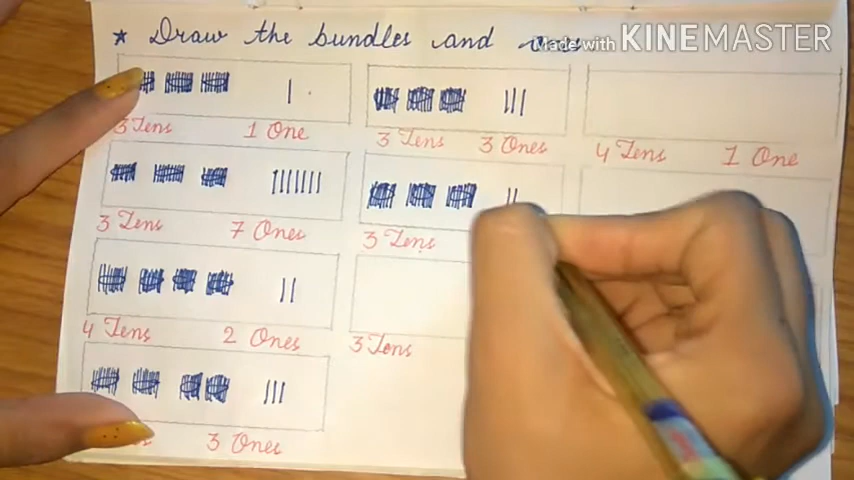 ★ Draw the bundles and
Made with KINEMASTER
3 Tens 1 One
3 Tens 3 Ones
4 Tens 1 One
3 Tens 7 Ones
3 Tens
4 Tens 2 Ones
3 Tens
3 Ones